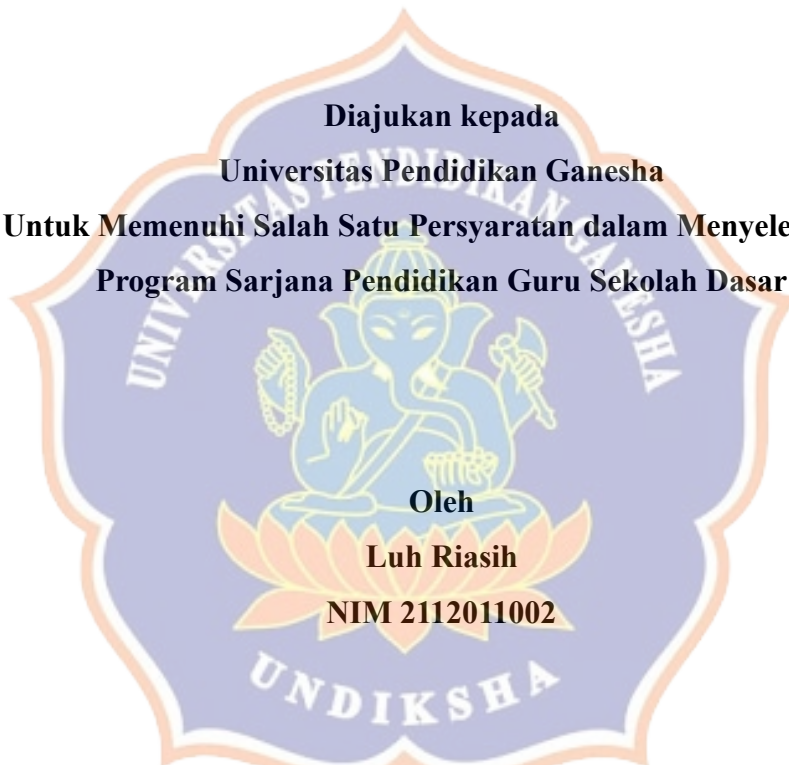 Diajukan kepada
Universitas Pendidikan Ganesha
Untuk Memenuhi Salah Satu Persyaratan dalam
Program Sarjana Pendidikan Guru Sekolah Dasar
Oleh
Luh Riasih
NIM 2112011002
UNIVERSITAS PENDIDIKAN GANESHA
UNDIKSHA